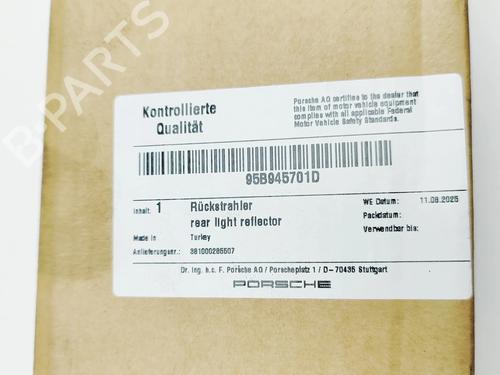 B-PARTS
Kontrollierte
Qualität
Porsche AG certifies to the dealer that
this item of motor vehicle equipment
complies with all applicable Federal
Motor Vehicle Safety Standards.
95B945701D
Inhalt: 1 Rückstrahler
rear light reflector
WE Datum: 11.08.2025
Packdatum:
Verwendbar bis:
Made in Turkey
Anlieferungsnr.: 381000285507
Dr. Ing. h.c. F. Porsche AG / Porscheplatz 1 / D-70435 Stuttgart
PORSCHE